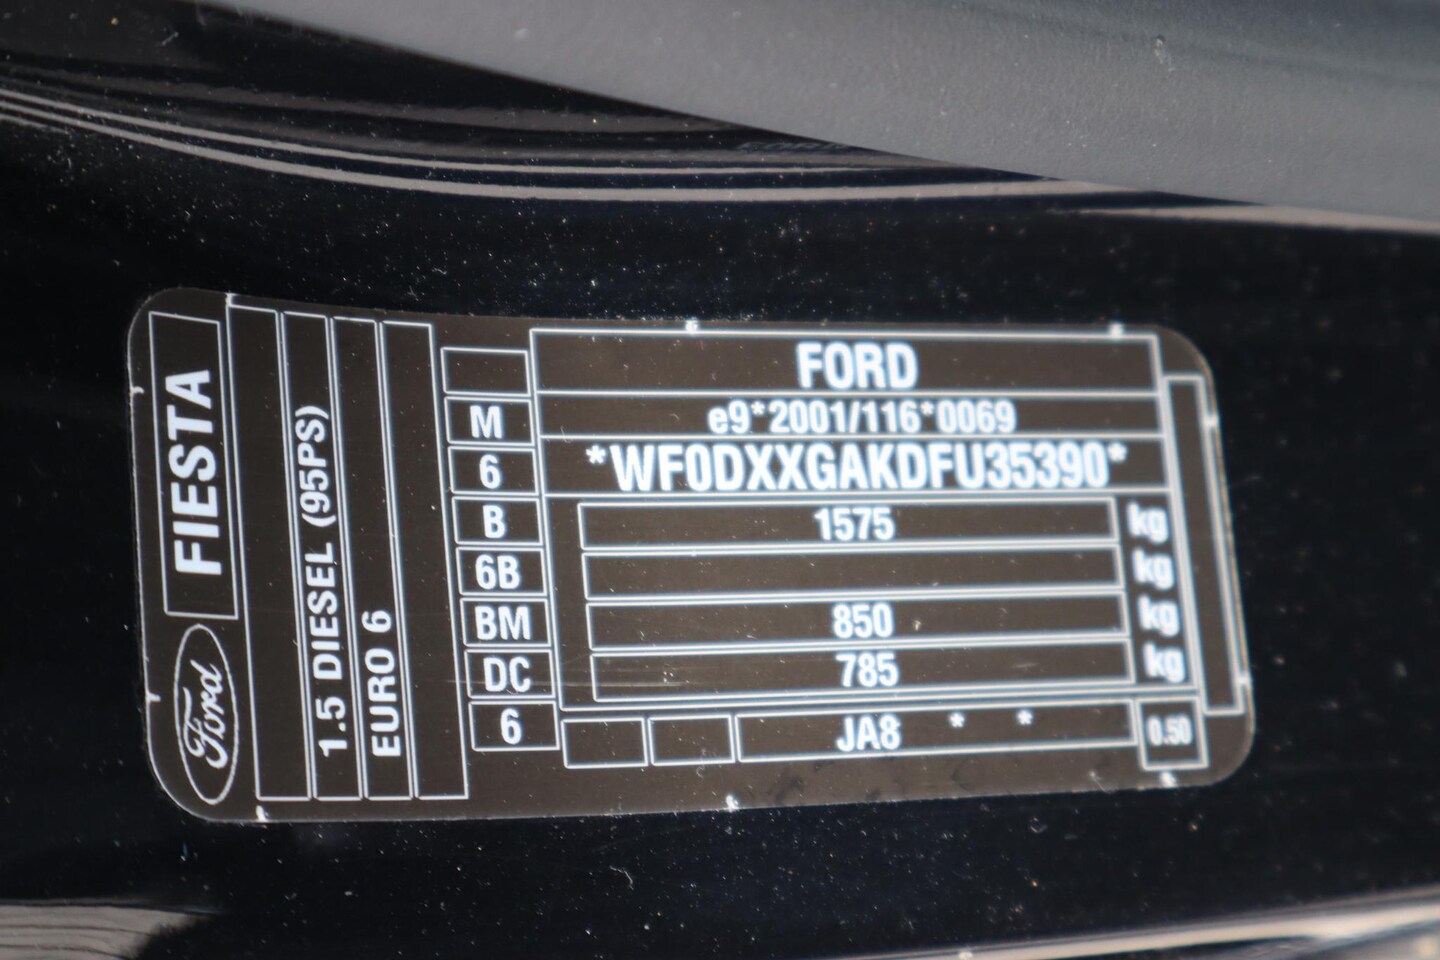 Ford
FIESTA
1.5 DIESEL (95PS)
EURO 6
FORD
M e9*2001/116*0069
6 *WF0DXXGAKDFU35390*
B 1575 kg
6B kg
BM 850 kg
DC 785 kg
6 JA8 * * 0.50